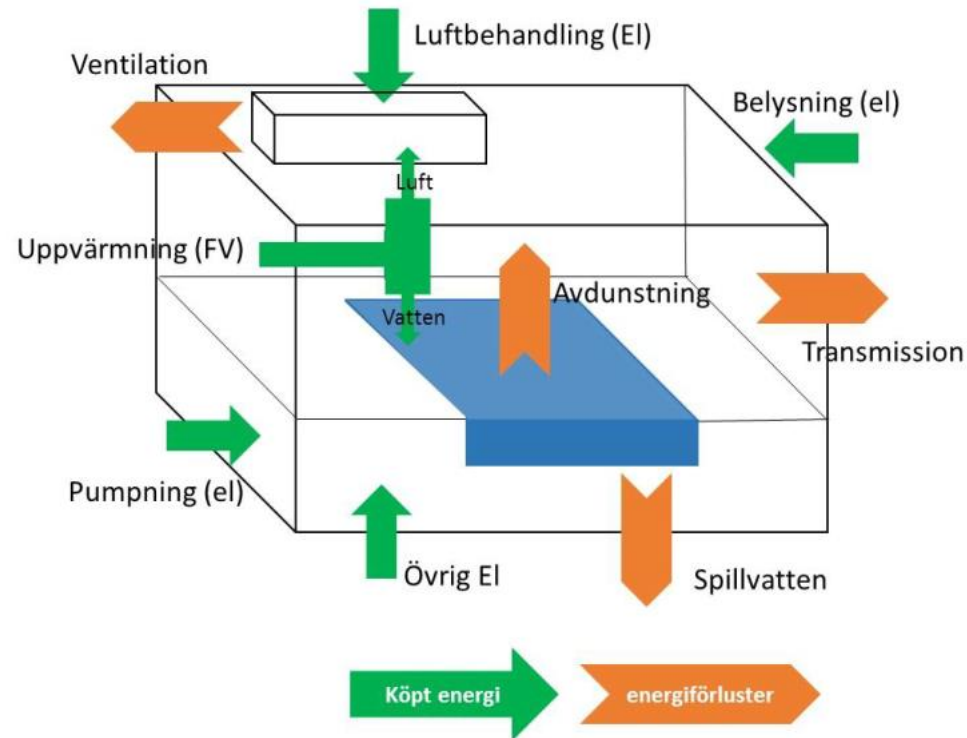 Luftbehandling (El)
Ventilation
Belysning (el)
Luft
Uppvärmning (FV)
Avdunstning
Vatten
Transmission
Pumpning (el)
Övrig El
Spillvatten
Köpt energi
energiförluster